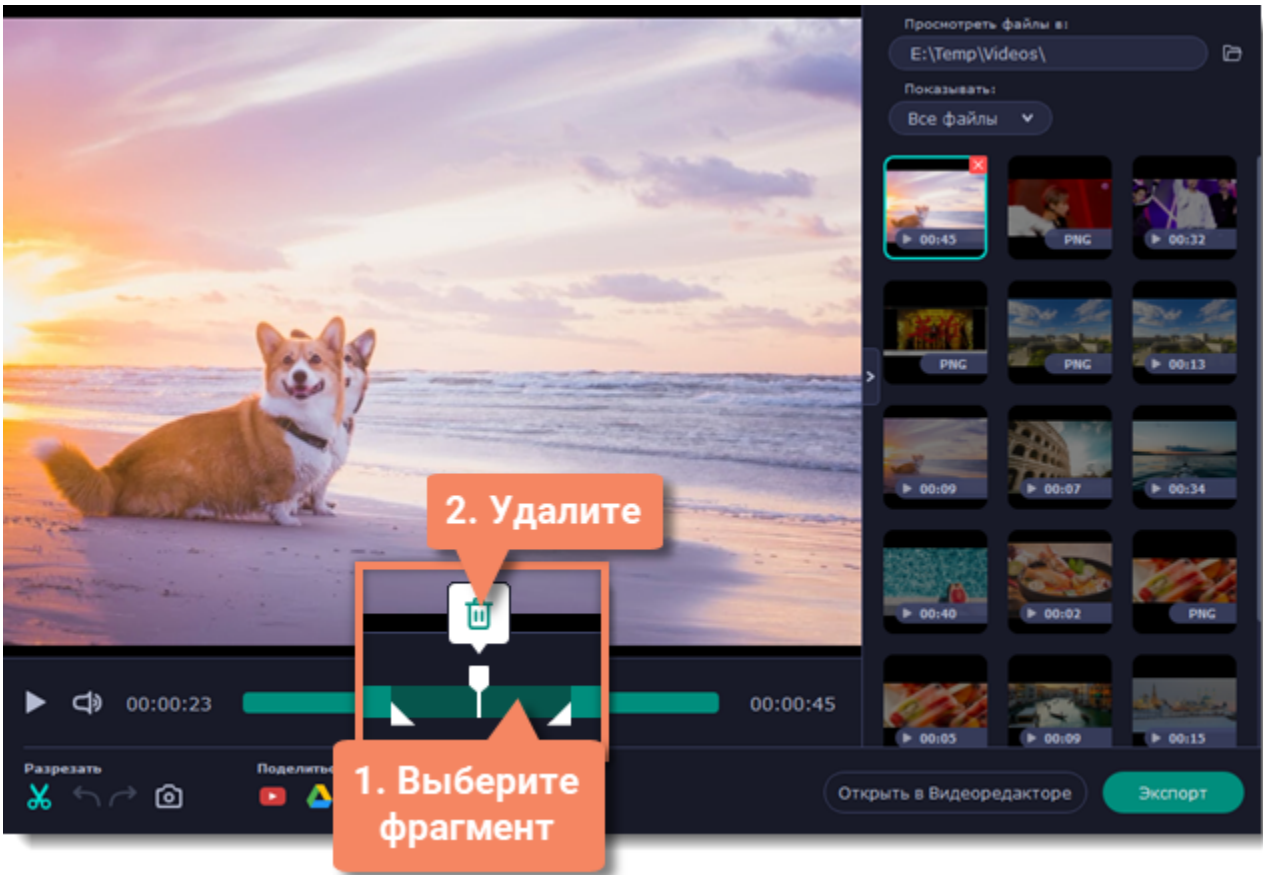 Просмотреть файлы в:
E:\Temp\Videos\
Показывать:
Все файлы
00:45
PNG
00:32
PNG
PNG
00:13
00:09
00:07
00:34
00:40
00:02
PNG
00:05
00:09
00:15
2. Удалите
00:00:23
00:00:45
Разрезать
Поделитьс
1. Выберите
фрагмент
Открыть в Видеоредакторе
Экспорт